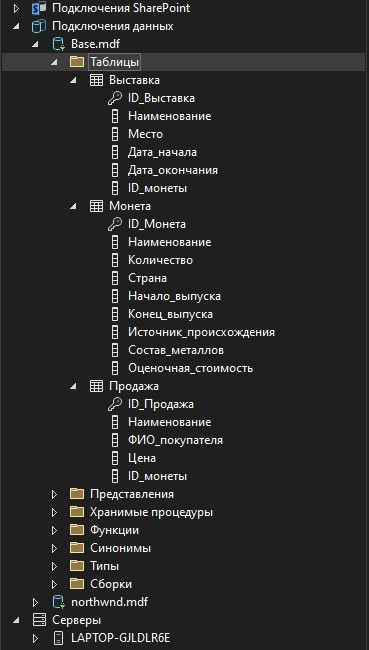 Подключения SharePoint
Подключения данных
Base.mdf
Таблицы
Выставка
ID_Выставка
Наименование
Место
Дата_начала
Дата_окончания
ID_монеты
Монета
ID_Монета
Наименование
Количество
Страна
Начало_выпуска
Конец_выпуска
Источник_происхождения
Состав_металлов
Оценочная_стоимость
Продажа
ID_Продажа
Наименование
ФИО_покупателя
Цена
ID_монеты
Представления
Хранимые процедуры
Функции
Синонимы
Типы
Сборки
northwnd.mdf
Серверы
LAPTOP-GJLDLR6E